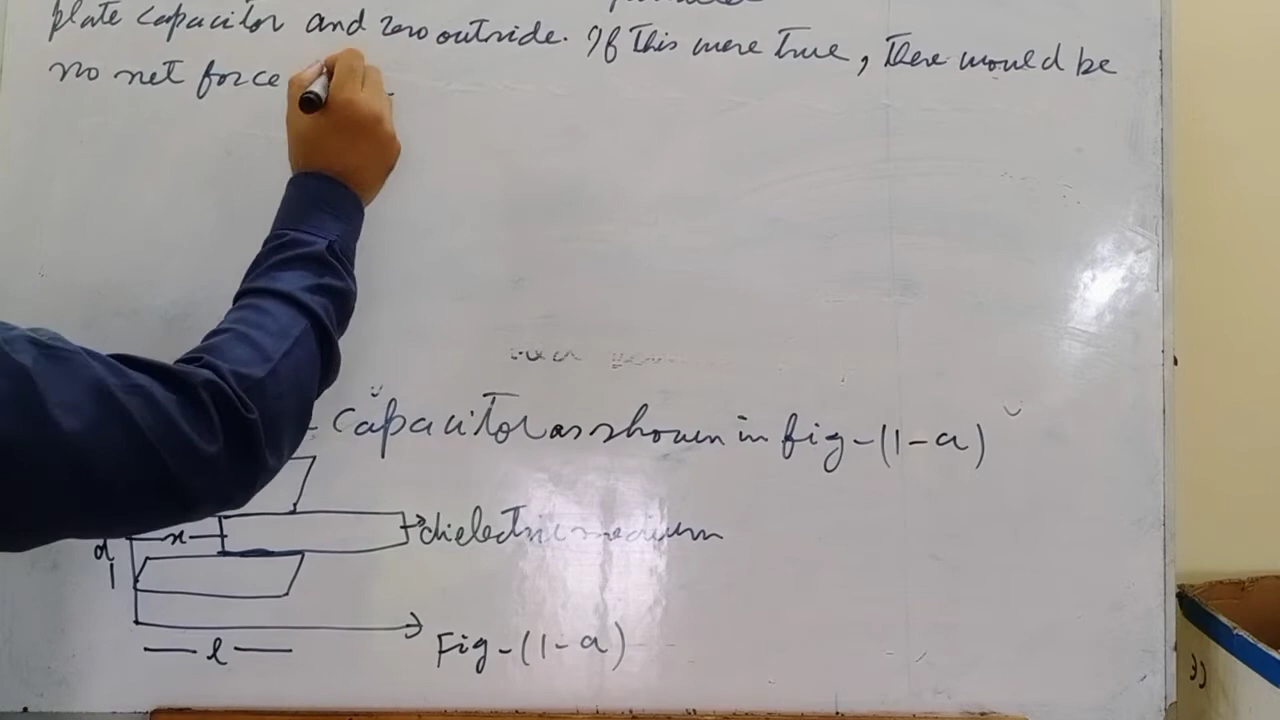 plate capacitor and zero outside. If this were true, there would be
no net force
Capacitor as shown in fig-(1-a)
dielectric medium
x
d
l
Fig-(1-a)
CE